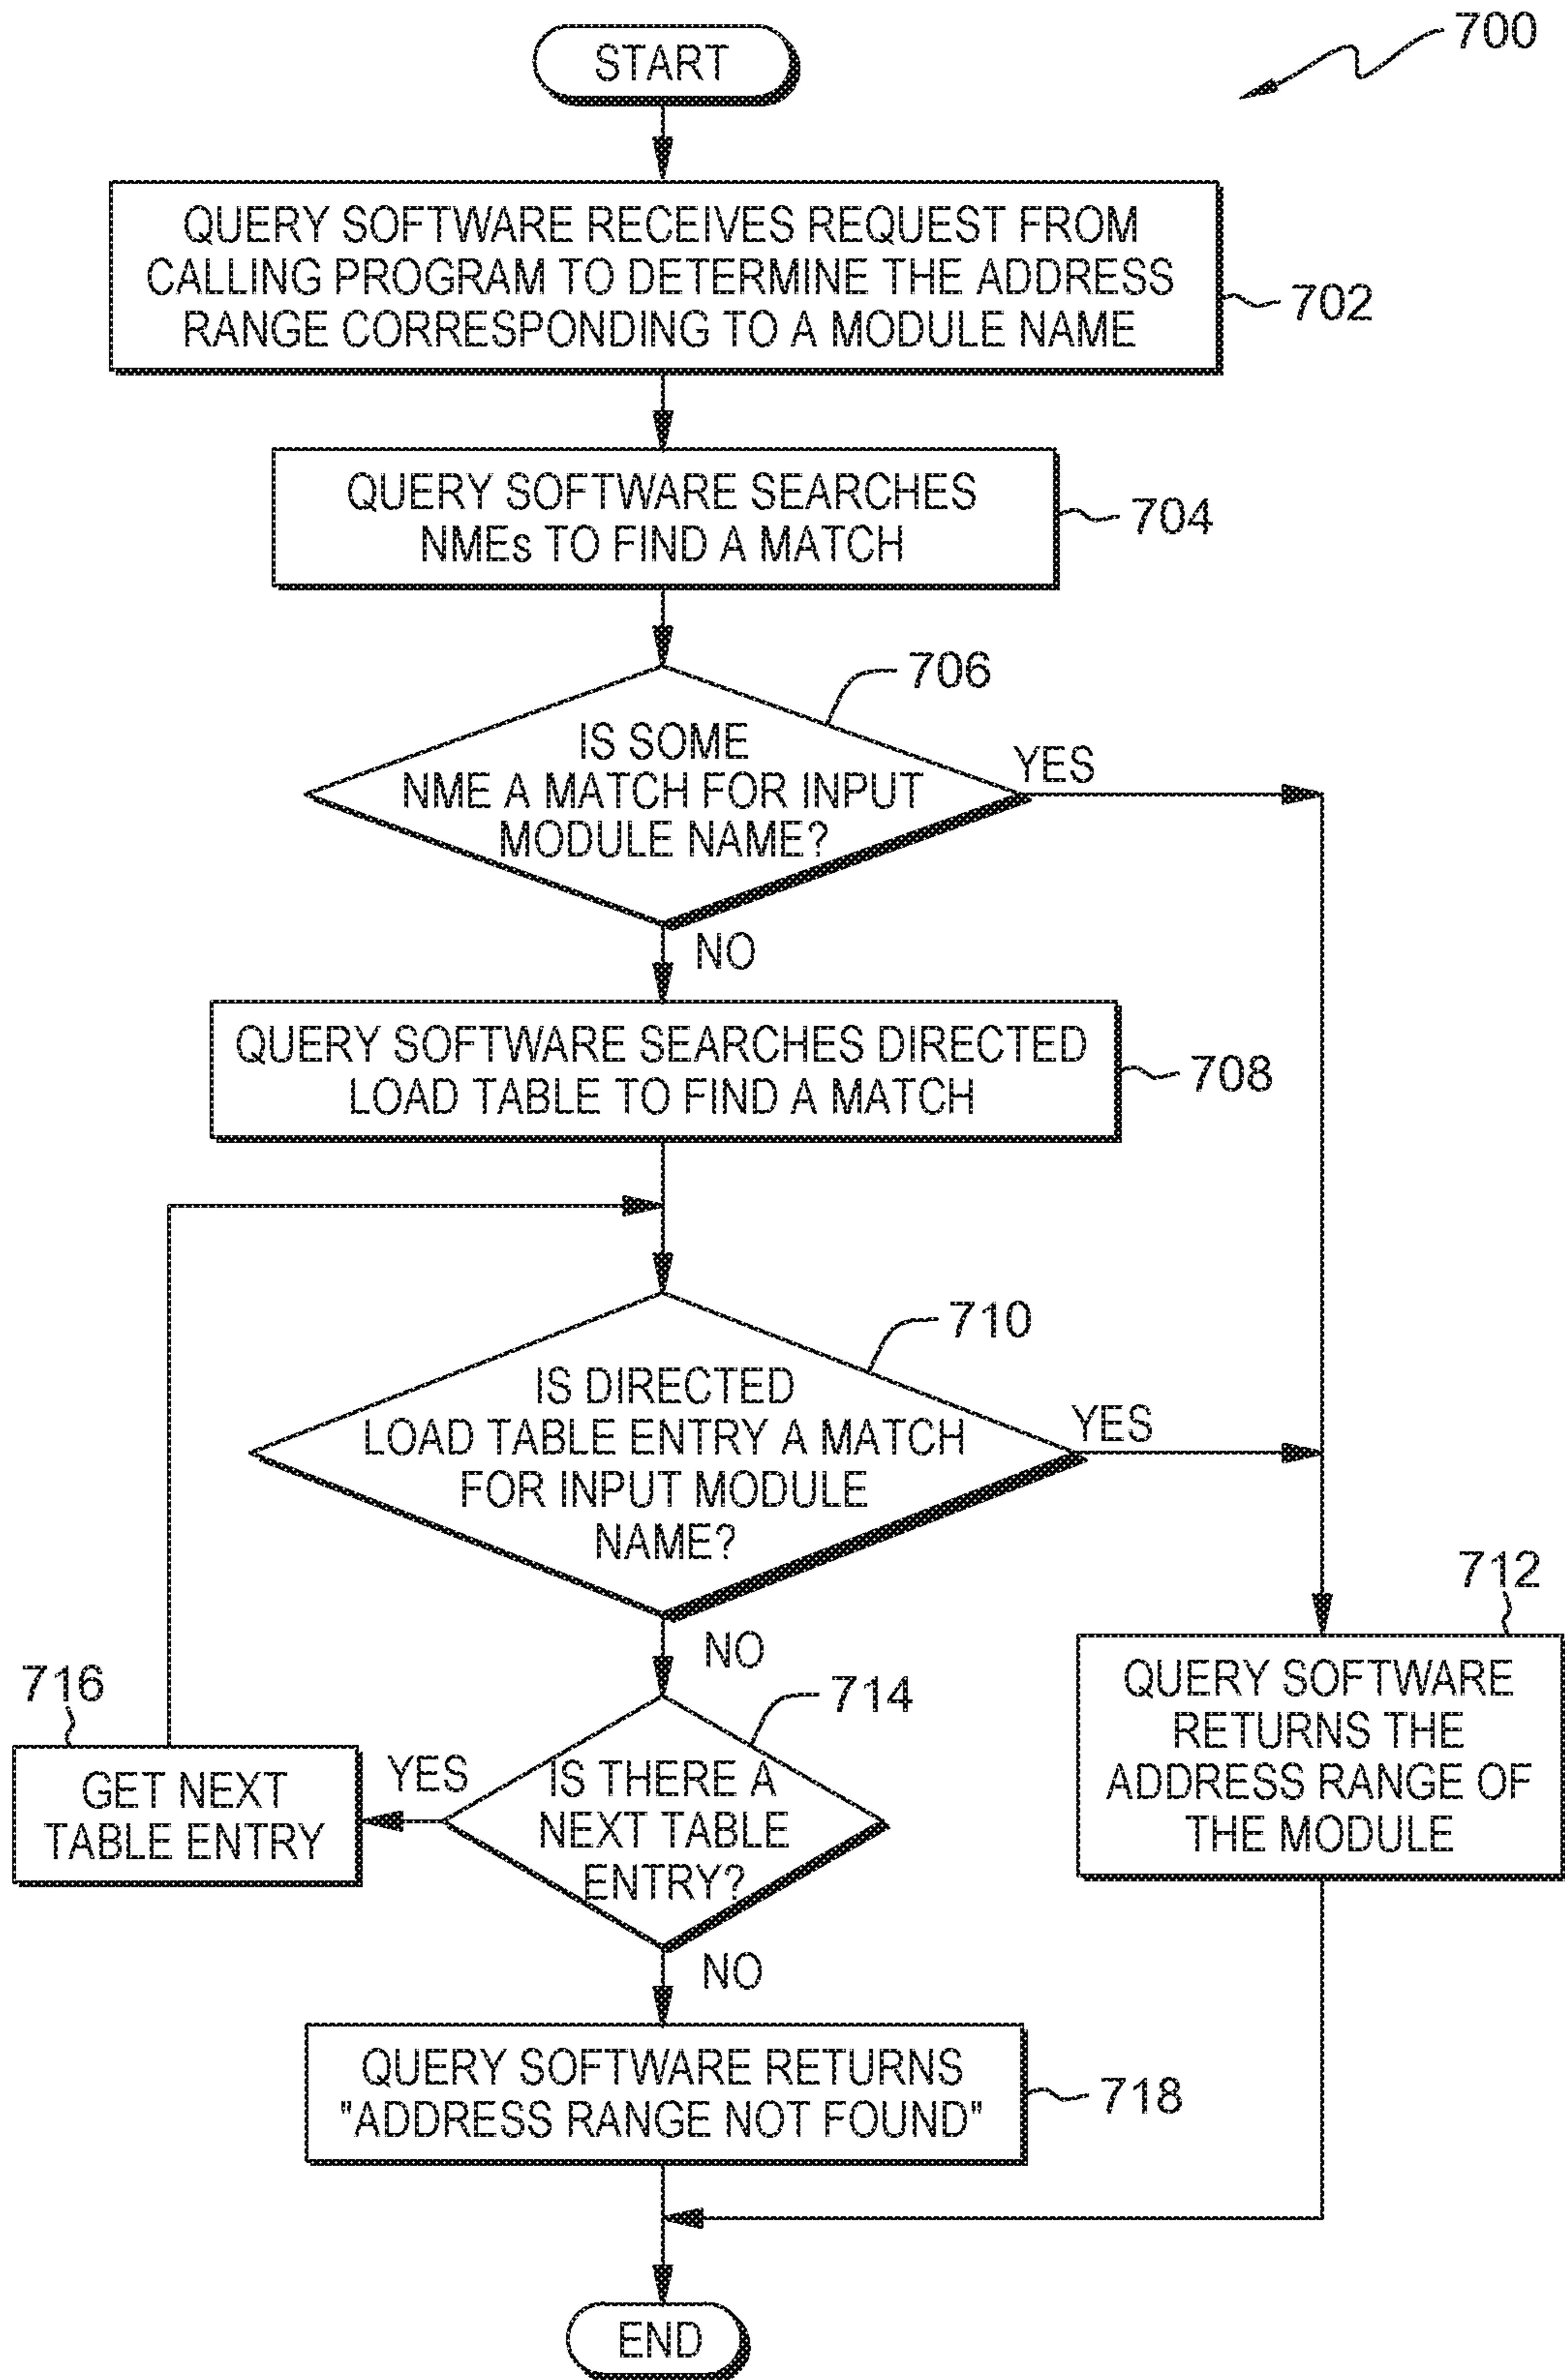 700
START
QUERY SOFTWARE RECEIVES REQUEST FROM
CALLING PROGRAM TO DETERMINE THE ADDRESS
RANGE CORRESPONDING TO A MODULE NAME
702
QUERY SOFTWARE SEARCHES
NMEs TO FIND A MATCH
704
706
IS SOME
NME A MATCH FOR INPUT
MODULE NAME?
YES
NO
QUERY SOFTWARE SEARCHES DIRECTED
LOAD TABLE TO FIND A MATCH
708
710
IS DIRECTED
LOAD TABLE ENTRY A MATCH
FOR INPUT MODULE
NAME?
YES
NO
712
QUERY SOFTWARE
RETURNS THE
ADDRESS RANGE OF
THE MODULE
714
IS THERE A
NEXT TABLE
ENTRY?
YES
716
GET NEXT
TABLE ENTRY
NO
QUERY SOFTWARE RETURNS
"ADDRESS RANGE NOT FOUND"
718
END